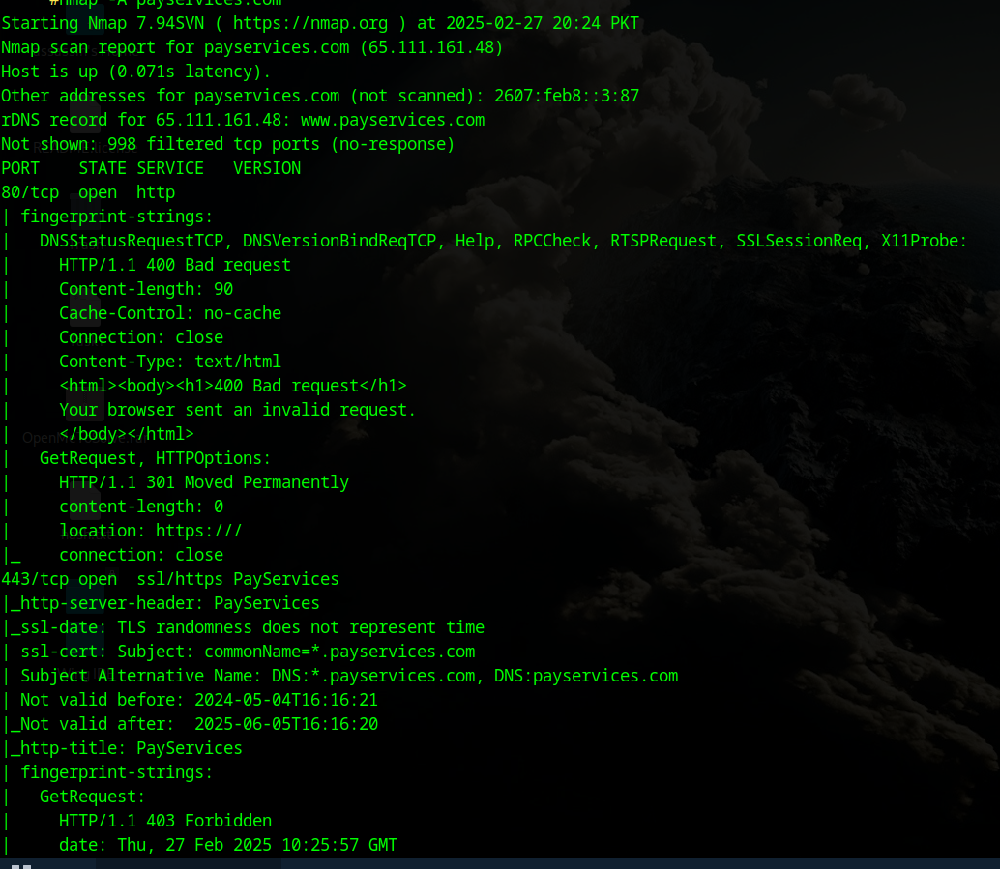 #nmap -A payservices.com
Starting Nmap 7.94SVN ( https://nmap.org ) at 2025-02-27 20:24 PKT
Nmap scan report for payservices.com (65.111.161.48)
Host is up (0.071s latency).
Other addresses for payservices.com (not scanned): 2607:feb8::3:87
rDNS record for 65.111.161.48: www.payservices.com
Not shown: 998 filtered tcp ports (no-response)
PORT    STATE SERVICE   VERSION
80/tcp  open  http
| fingerprint-strings:
|   DNSStatusRequestTCP, DNSVersionBindReqTCP, Help, RPCCheck, RTSPRequest, SSLSessionReq, X11Probe:
|     HTTP/1.1 400 Bad request
|     Content-length: 90
|     Cache-Control: no-cache
|     Connection: close
|     Content-Type: text/html
|     <html><body><h1>400 Bad request</h1>
|     Your browser sent an invalid request.
|     </body></html>
|   GetRequest, HTTPOptions:
|     HTTP/1.1 301 Moved Permanently
|     content-length: 0
|     location: https:///
|_    connection: close
443/tcp open  ssl/https PayServices
|_http-server-header: PayServices
|_ssl-date: TLS randomness does not represent time
| ssl-cert: Subject: commonName=*.payservices.com
| Subject Alternative Name: DNS:*.payservices.com, DNS:payservices.com
| Not valid before: 2024-05-04T16:16:21
|_Not valid after:  2025-06-05T16:16:20
|_http-title: PayServices
| fingerprint-strings:
|   GetRequest:
|     HTTP/1.1 403 Forbidden
|     date: Thu, 27 Feb 2025 10:25:57 GMT